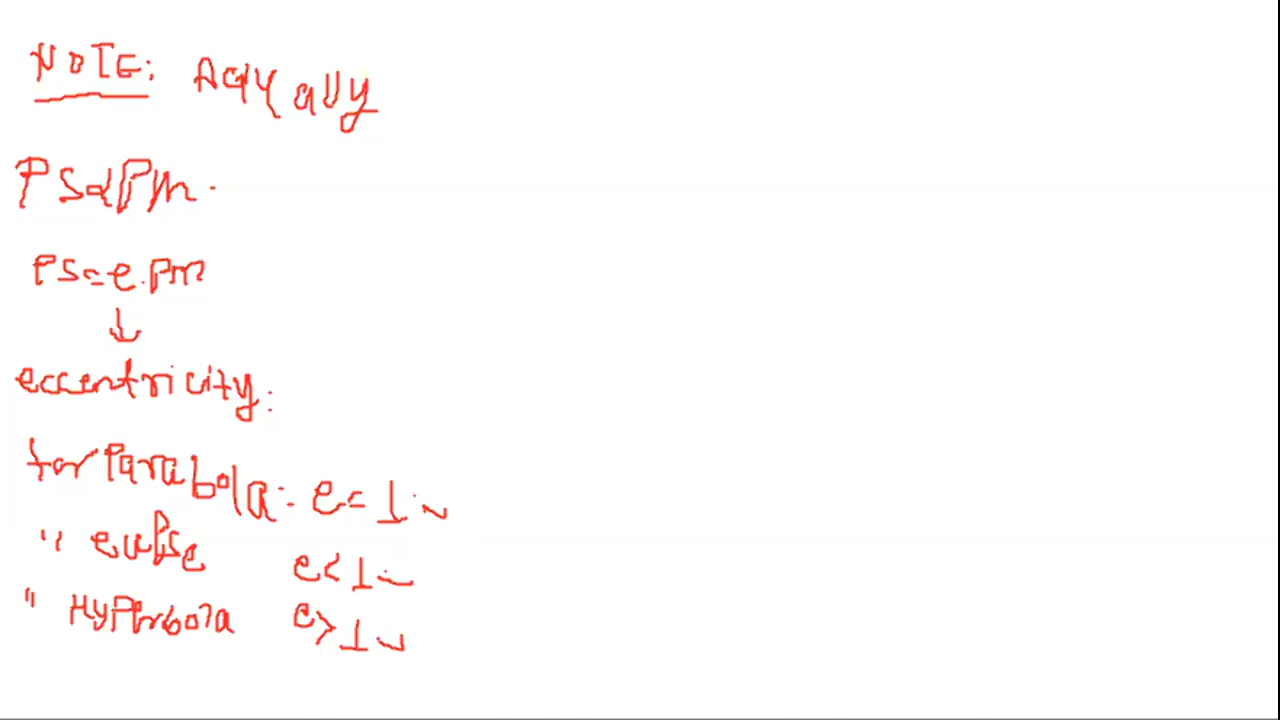 NOTE: Actually
PS∝PM.
PS=e.PM
↓
eccentricity:
for Parabola: e=1
" ellipse e<1
" Hyperbola e>1